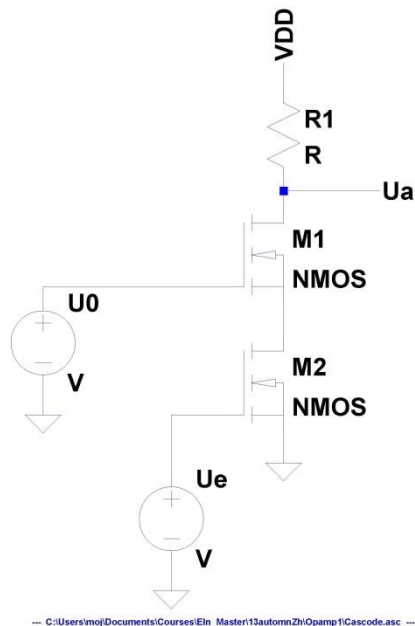 VDD
R1
R
Ua
M1
NMOS
U0
V
M2
NMOS
Ue
V
--- C:\Users\moj\Documents\Courses\Eln_Master\13automnZh\Opamp1\Cascode.asc ---